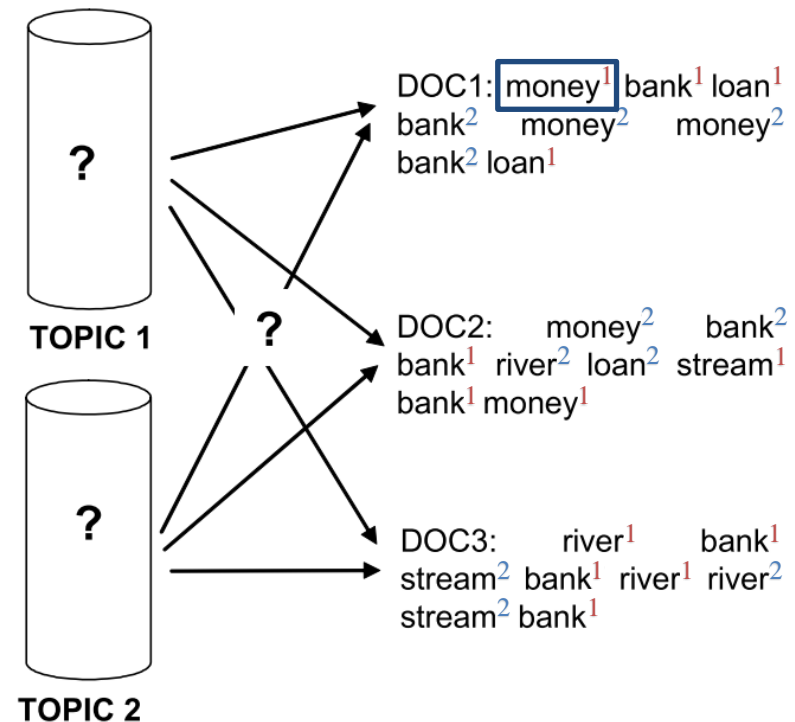 ?
TOPIC 1
?
TOPIC 2
?
DOC1: money¹ bank¹ loan¹
bank² money² money²
bank² loan¹
DOC2: money² bank²
bank¹ river² loan² stream¹
bank¹ money¹
DOC3: river¹ bank¹
stream² bank¹ river¹ river²
stream² bank¹